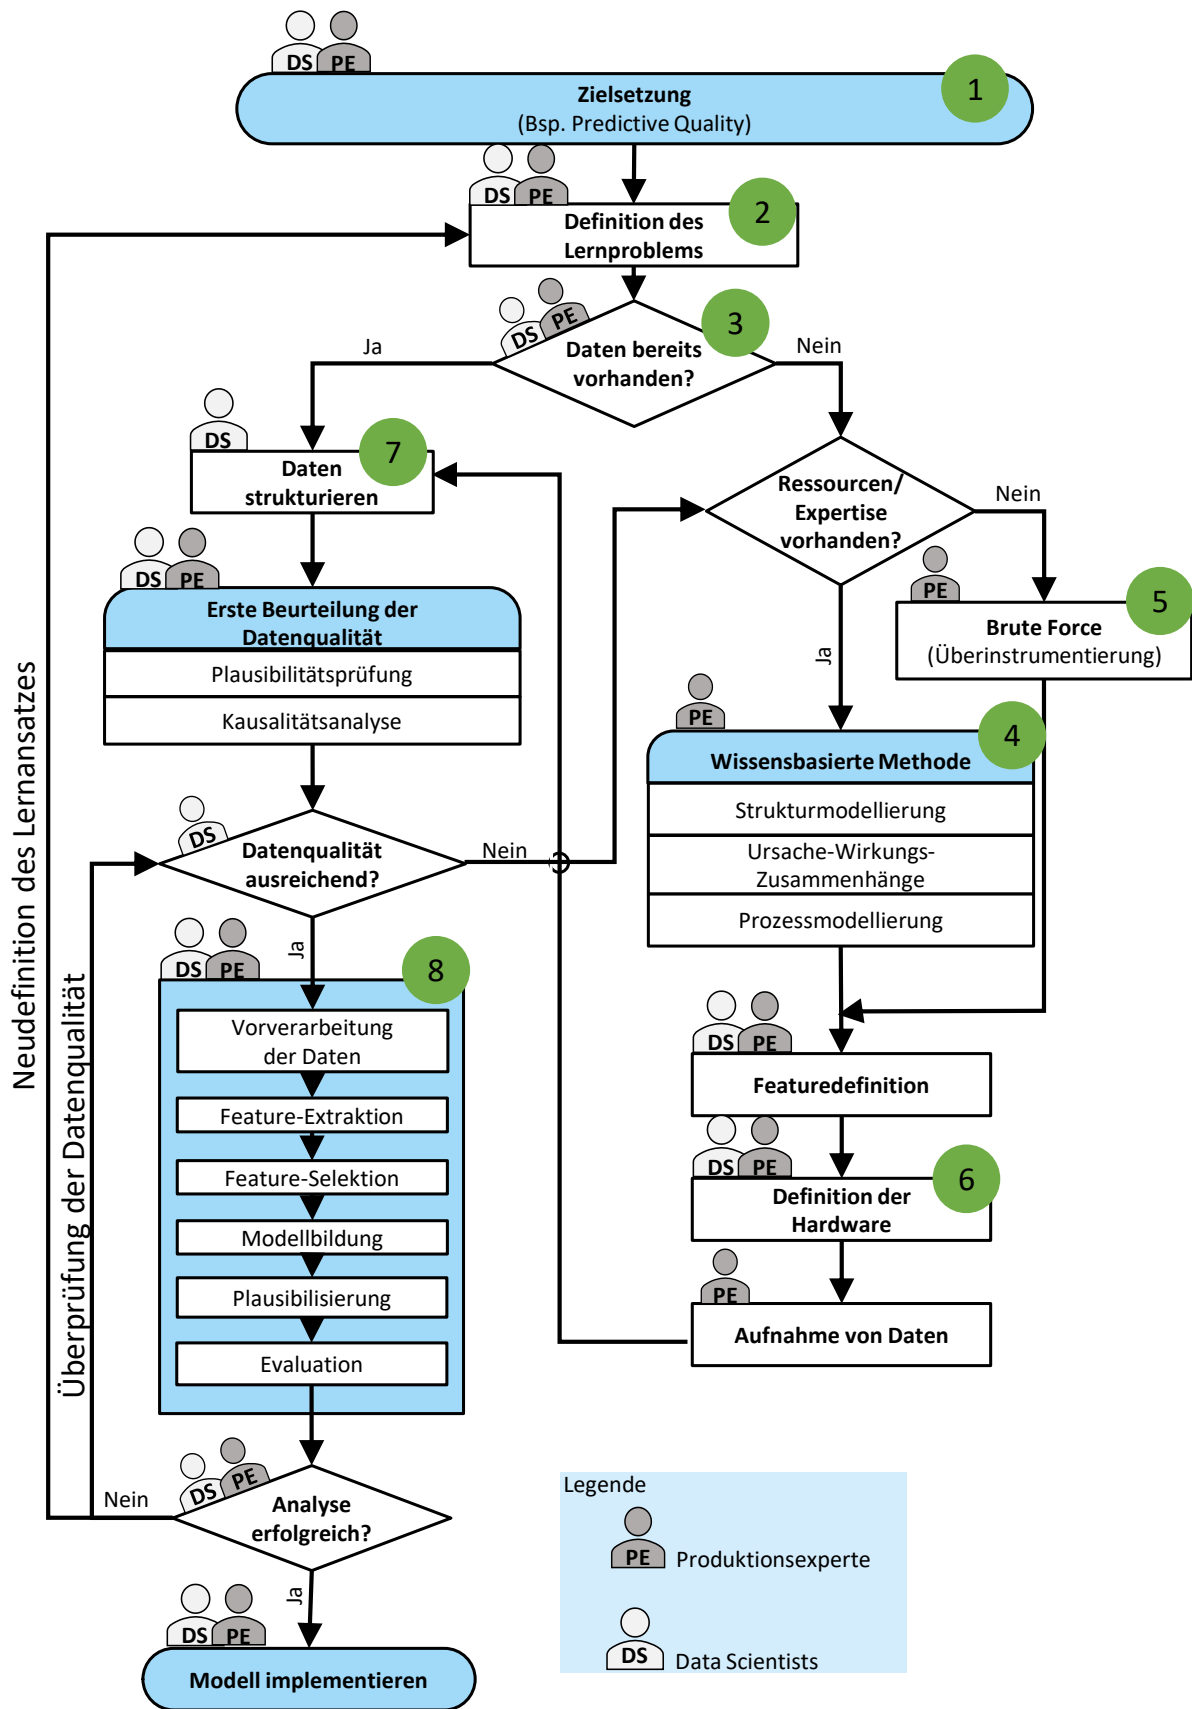 DS PE
1
Zielsetzung
(Bsp. Predictive Quality)
DS PE
2
Definition des
Lernproblems
DS PE
3
Daten bereits
vorhanden?
Ja
Nein
DS
7
Daten
strukturieren
Ressourcen/
Expertise
vorhanden?
Nein
Ja
DS PE
Erste Beurteilung der
Datenqualität
Plausibilitätsprüfung
Kausalitätsanalyse
PE
5
Brute Force
(Überinstrumentierung)
PE
4
Wissensbasierte Methode
Strukturmodellierung
Ursache-Wirkungs-
Zusammenhänge
Prozessmodellierung
DS
Datenqualität
ausreichend?
Nein
Ja
DS PE
8
Vorverarbeitung
der Daten
Feature-Extraktion
Feature-Selektion
Modellbildung
Plausibilisierung
Evaluation
DS PE
Featuredefinition
DS PE
6
Definition der
Hardware
PE
Aufnahme von Daten
Neudefinition des Lernansatzes
Überprüfung der Datenqualität
DS PE
Nein
Analyse
erfolgreich?
Ja
DS PE
Modell implementieren
Legende
PE Produktionsexperte
DS Data Scientists